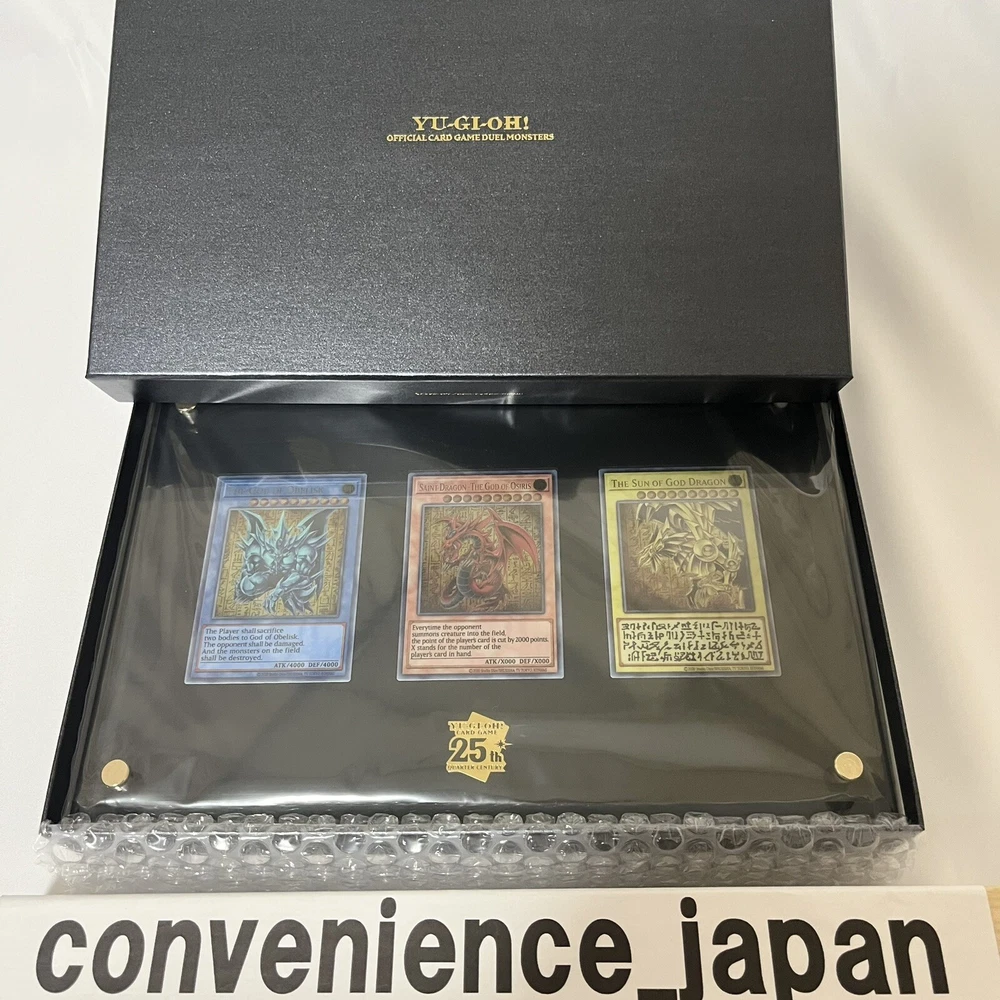 YU-GI-OH!
OFFICIAL CARD GAME DUEL MONSTERS
The Player shall sacrifice
two bodies to God of Obelisk.
The opponent shall be damaged.
And the monsters on the field
shall be destroyed.
ATK/4000 DEF/4000
SAINT DRAGON-THE GOD OF OSIRIS
Everytime the opponent
summons creature into the field,
the point of the players card is cut by 2000 points.
X stands for the number of the
player's card in hand.
ATK/X000 DEF/X000
THE SUN OF GOD DRAGON
YU-GI-OH!
CARD GAME
25th
QUARTER CENTURY
convenience_japan